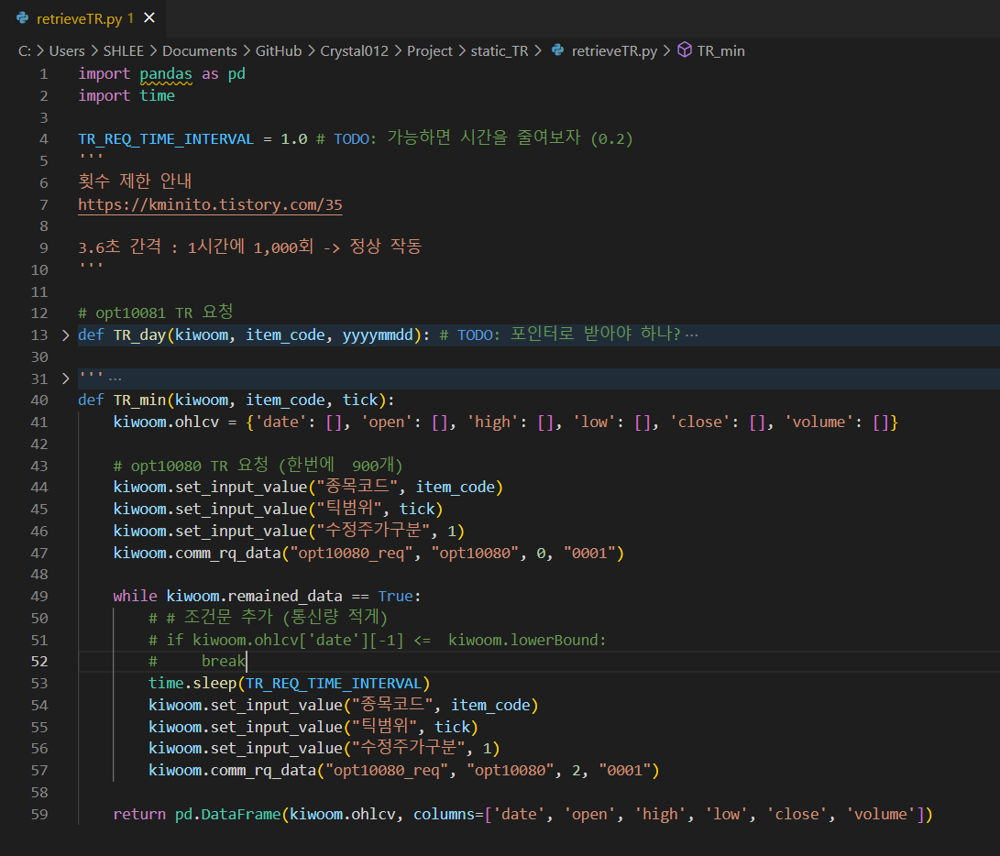 retrieveTR.py 1
C: > Users > SHLEE > Documents > GitHub > Crystal012 > Project > static_TR > retrieveTR.py > TR_min
1 import pandas as pd
2 import time
3
4 TR_REQ_TIME_INTERVAL = 1.0 # TODO: 가능하면 시간을 줄여보자 (0.2)
5 '''
6 횟수 제한 안내
7 https://kminito.tistory.com/35
8
9 3.6초 간격 : 1시간에 1,000회 -> 정상 작동
10 '''
11
12 # opt10081 TR 요청
13 def TR_day(kiwoom, item_code, yyyymmdd): # TODO: 포인터로 받아야 하나? ...
30
31 ''' ...
40 def TR_min(kiwoom, item_code, tick):
41     kiwoom.ohlcv = {'date': [], 'open': [], 'high': [], 'low': [], 'close': [], 'volume': []}
42
43     # opt10080 TR 요청 (한번에  900개)
44     kiwoom.set_input_value("종목코드", item_code)
45     kiwoom.set_input_value("틱범위", tick)
46     kiwoom.set_input_value("수정주가구분", 1)
47     kiwoom.comm_rq_data("opt10080_req", "opt10080", 0, "0001")
48
49     while kiwoom.remained_data == True:
50         # # 조건문 추가 (통신량 적게)
51         # if kiwoom.ohlcv['date'][-1] <=  kiwoom.lowerBound:
52         #     break
53         time.sleep(TR_REQ_TIME_INTERVAL)
54         kiwoom.set_input_value("종목코드", item_code)
55         kiwoom.set_input_value("틱범위", tick)
56         kiwoom.set_input_value("수정주가구분", 1)
57         kiwoom.comm_rq_data("opt10080_req", "opt10080", 2, "0001")
58
59     return pd.DataFrame(kiwoom.ohlcv, columns=['date', 'open', 'high', 'low', 'close', 'volume'])